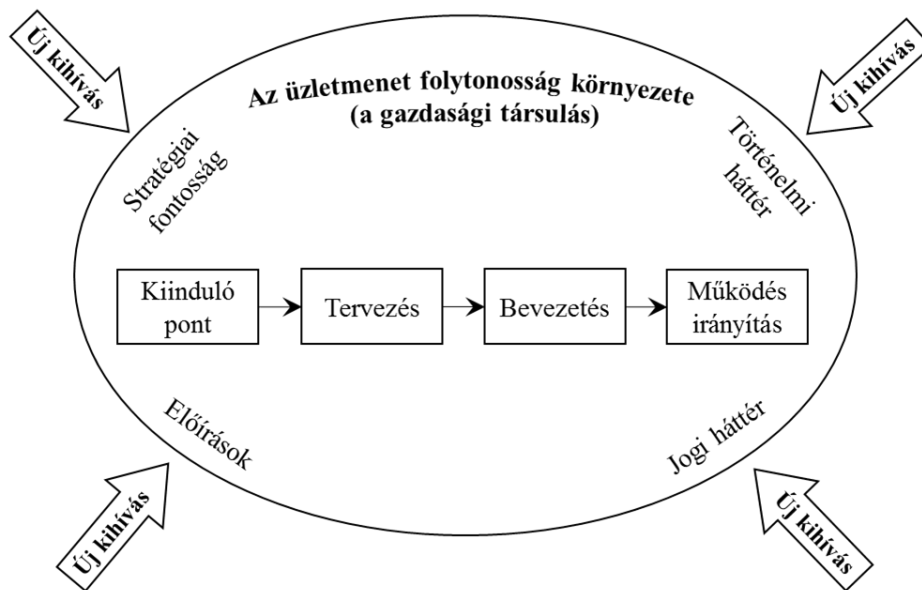 Új kihívás
Új kihívás
Az üzletmenet folytonosság környezete
(a gazdasági társulás)
Stratégiai
fontosság
Történelmi
háttér
Kiinduló
pont
Tervezés
Bevezetés
Működés
irányítás
Előírások
Jogi háttér
Új kihívás
Új kihívás